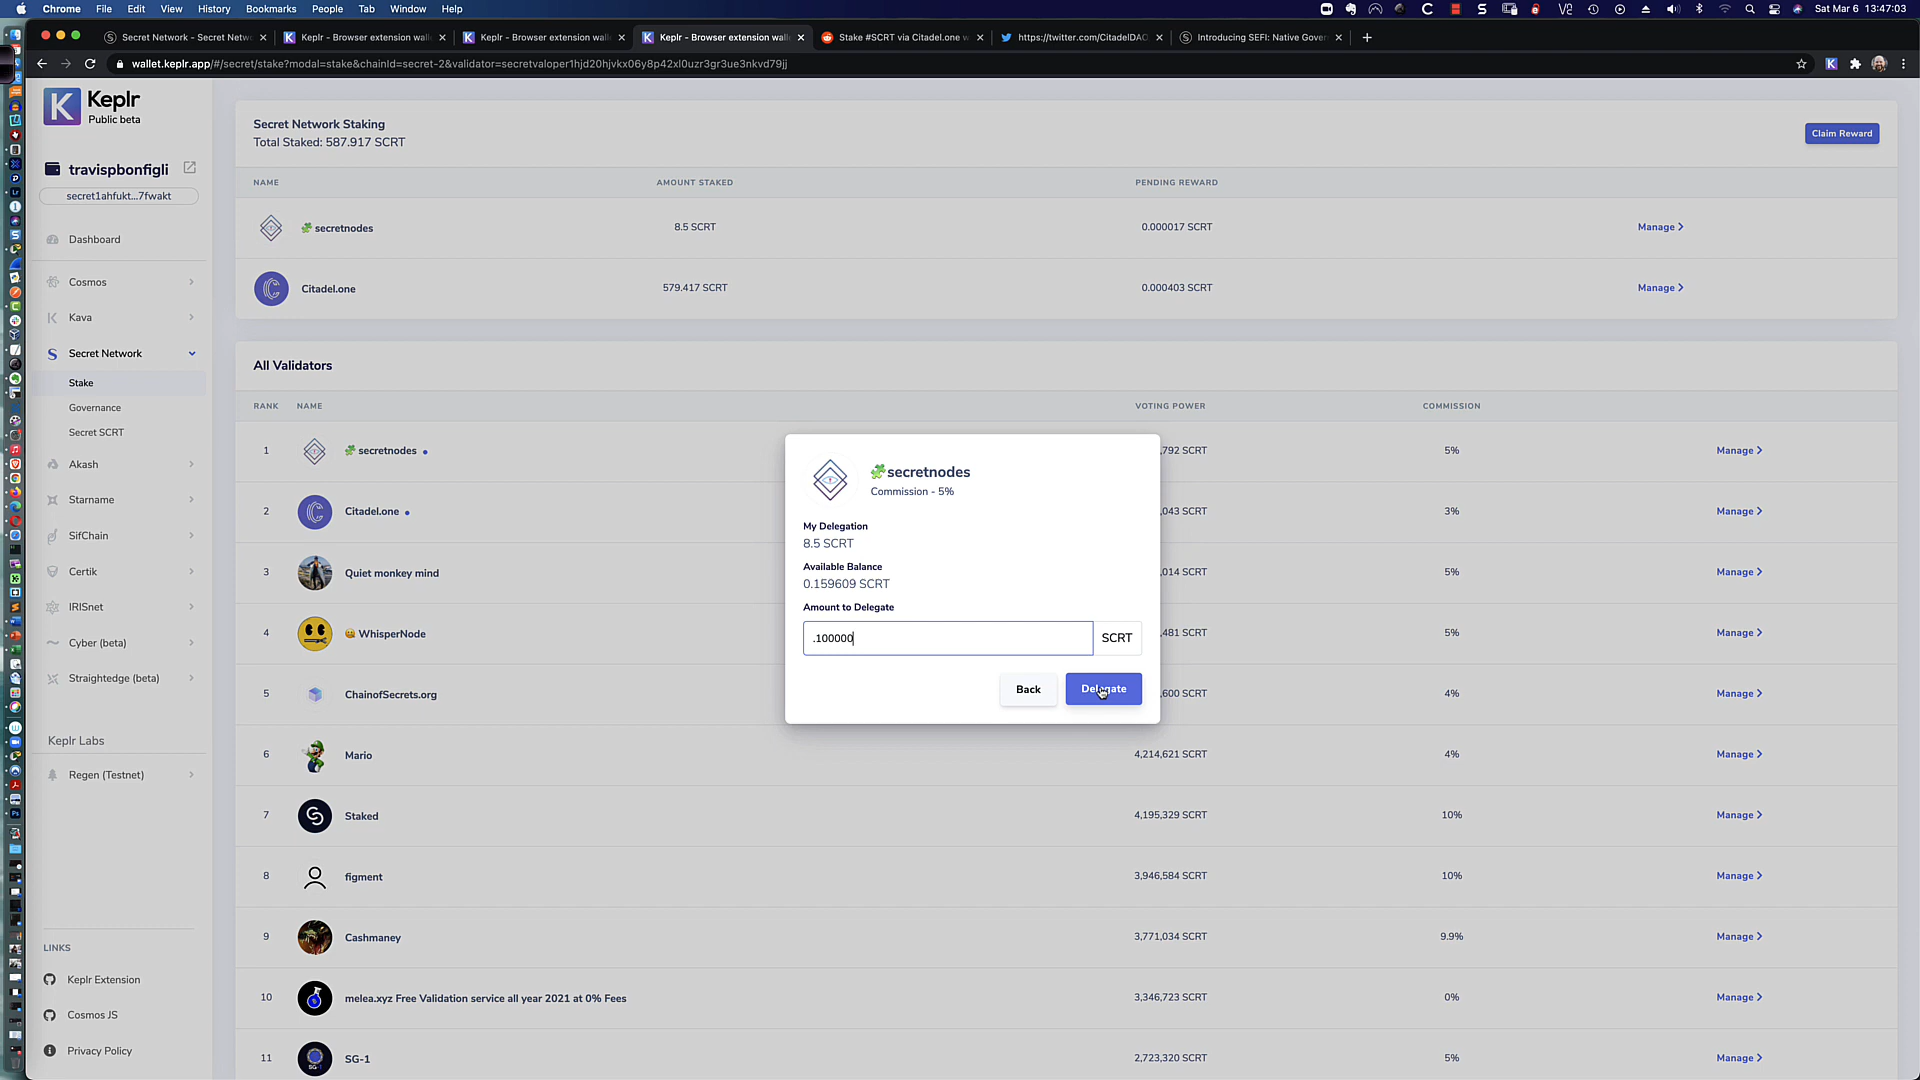 Chrome File Edit View History Bookmarks People Tab Window Help Sat Mar 6 13:47:03
Secret Network - Secret Netw Keplr - Browser extension wall Keplr - Browser extension wall Keplr - Browser extension wall Stake #SCRT via Citadel.one w https://twitter.com/CitadelDAO Introducing SEFI: Native Gover
wallet.keplr.app/#/secret/stake?modal=stake&chainId=secret-2&validator=secretvaloper1hjd20hjvkx06y8p42xl0uzr3gr3ue3nkvd79jj
Keplr
Public beta
travispbonfigli
secret1ahfukt...7fwakt
Dashboard
Cosmos
Kava
Secret Network
Stake
Governance
Secret SCRT
Akash
Starname
SifChain
Certik
IRISnet
Cyber (beta)
Straightedge (beta)
Keplr Labs
Regen (Testnet)
LINKS
Keplr Extension
Cosmos JS
Privacy Policy
Secret Network Staking
Total Staked: 587.917 SCRT
Claim Reward
NAME AMOUNT STAKED PENDING REWARD
secretnodes 8.5 SCRT 0.000017 SCRT Manage
Citadel.one 579.417 SCRT 0.000403 SCRT Manage
All Validators
RANK NAME VOTING POWER COMMISSION
1 secretnodes ,792 SCRT 5% Manage
2 Citadel.one ,043 SCRT 3% Manage
3 Quiet monkey mind ,014 SCRT 5% Manage
4 WhisperNode ,481 SCRT 5% Manage
5 ChainofSecrets.org ,600 SCRT 4% Manage
6 Mario 4,214,621 SCRT 4% Manage
7 Staked 4,195,329 SCRT 10% Manage
8 figment 3,946,584 SCRT 10% Manage
9 Cashmaney 3,771,034 SCRT 9.9% Manage
10 melea.xyz Free Validation service all year 2021 at 0% Fees 3,346,723 SCRT 0% Manage
11 SG-1 2,723,320 SCRT 5% Manage
secretnodes
Commission - 5%
My Delegation
8.5 SCRT
Available Balance
0.159609 SCRT
Amount to Delegate
.100000 SCRT
Back Delegate